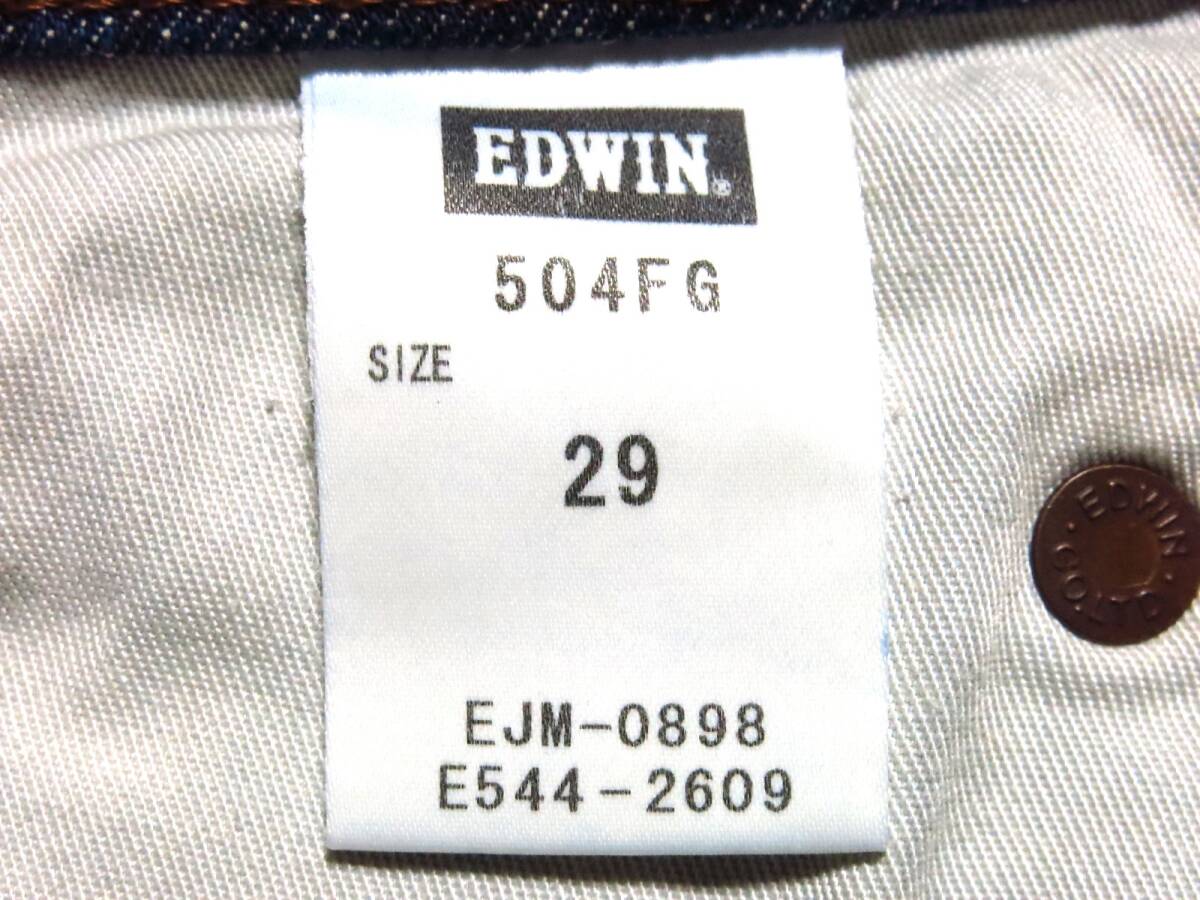 EDWIN®
504FG
SIZE
29
EJM-0898
E544-2609
EDWIN
CO LTD